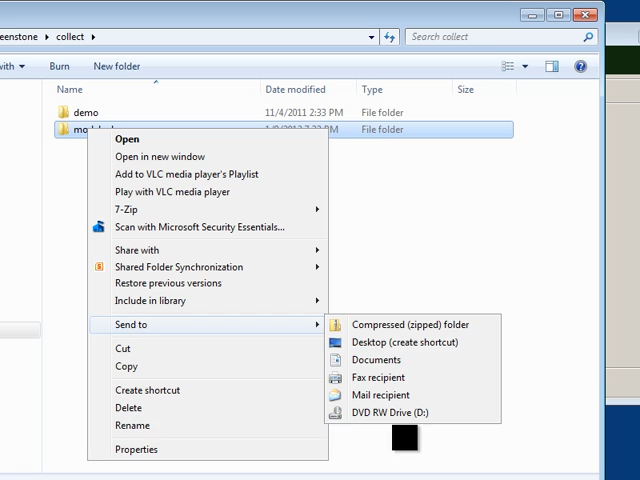 eenstone ▸ collect ▸
Search collect
with
Burn
New folder
Name
Date modified
Type
Size
demo
11/4/2011 2:33 PM
File folder
File folder
Open
Open in new window
Add to VLC media player's Playlist
Play with VLC media player
7-Zip
Scan with Microsoft Security Essentials...
Share with
Shared Folder Synchronization
Restore previous versions
Include in library
Send to
Compressed (zipped) folder
Desktop (create shortcut)
Documents
Fax recipient
Mail recipient
DVD RW Drive (D:)
Cut
Copy
Create shortcut
Delete
Rename
Properties